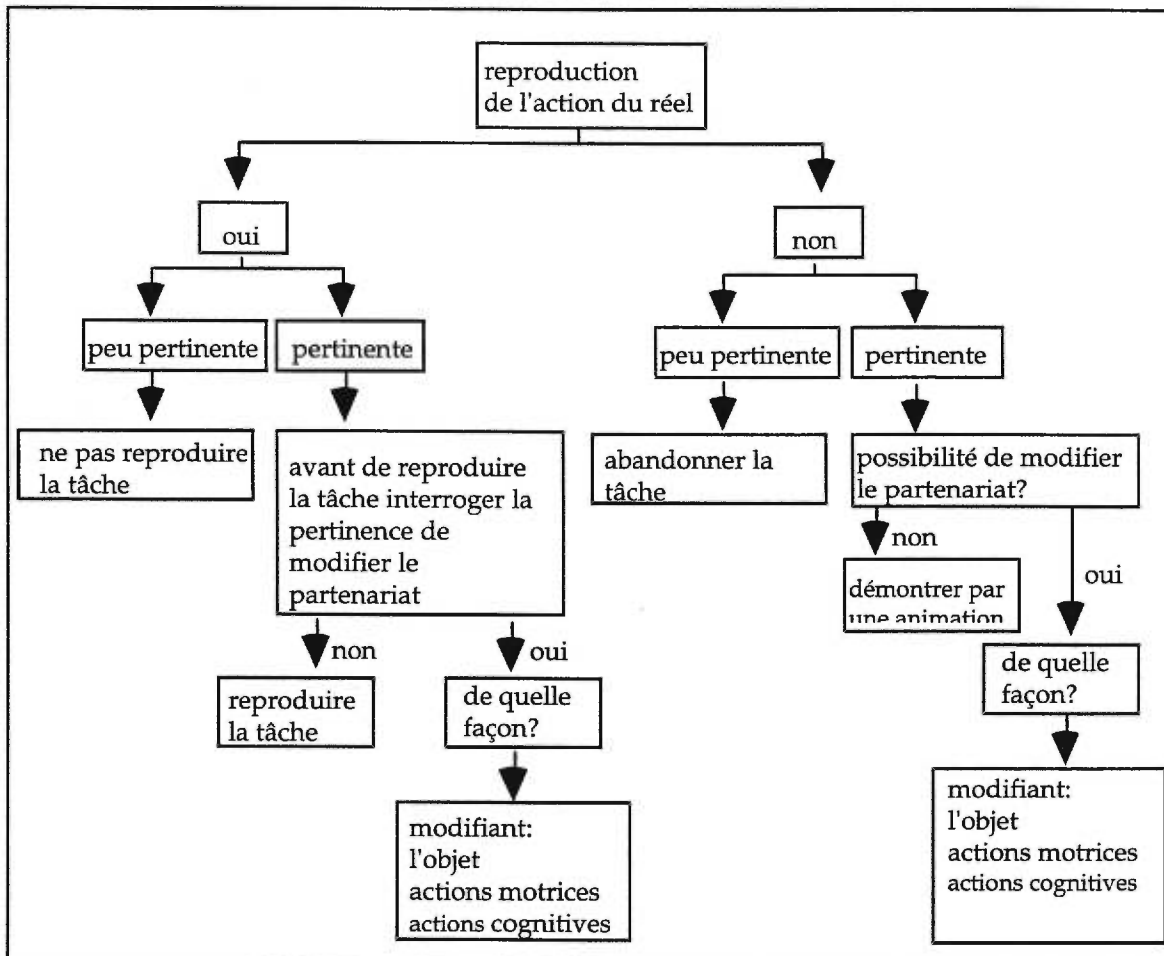 reproduction
de l'action du réel
oui
non
peu pertinente
pertinente
peu pertinente
pertinente
ne pas reproduire
la tâche
avant de reproduire
la tâche interroger la
pertinence de
modifier le
partenariat
abandonner la
tâche
possibilité de modifier
le partenariat?
non
oui
démontrer par
une animation
non
oui
reproduire
la tâche
de quelle
façon?
de quelle
façon?
modifiant:
l'objet
actions motrices
actions cognitives
modifiant:
l'objet
actions motrices
actions cognitives